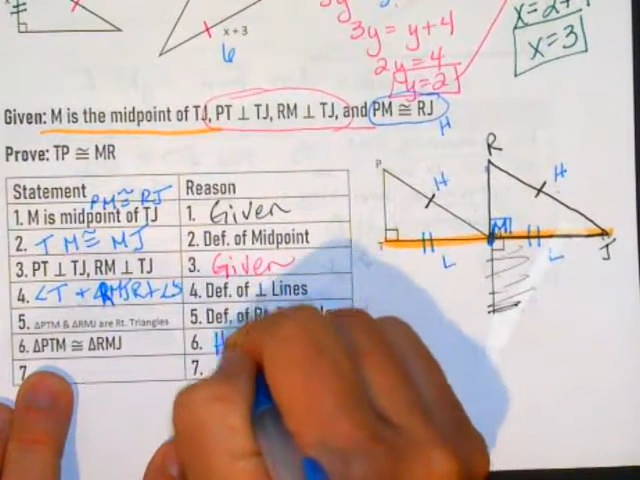 x+3
6
3y = y+4
2y = 4
y=2
x=3
Given: M is the midpoint of TJ, PT ⊥ TJ, RM ⊥ TJ, and PM ≅ RJ
H
Prove: TP ≅ MR
Statement
Reason
PM ≅ RJ
1. M is midpoint of TJ
1. Given
2. TM ≅ MJ
2. Def. of Midpoint
3. PT ⊥ TJ, RM ⊥ TJ
3. Given
4. ∠T +
4. Def. of ⊥ Lines
5. ΔPTM & ΔRMJ are Rt. Triangles
5. Def. of
6. ΔPTM ≅ ΔRMJ
6. H
7.
7.
P
H
R
H
M
J
L
L